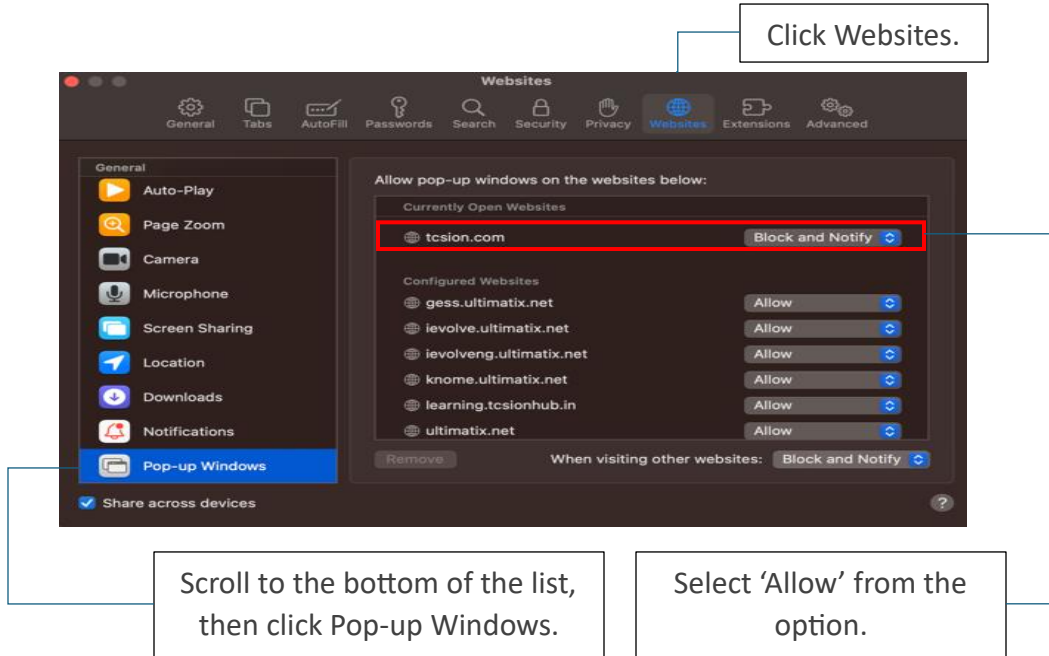 Click Websites.
Websites
General Tabs AutoFill Passwords Search Security Privacy Websites Extensions Advanced
General
Auto-Play
Page Zoom
Camera
Microphone
Screen Sharing
Location
Downloads
Notifications
Pop-up Windows
Share across devices
Allow pop-up windows on the websites below:
Currently Open Websites
tcsion.com Block and Notify
Configured Websites
gess.ultimatix.net Allow
ievolve.ultimatix.net Allow
ievolveng.ultimatix.net Allow
knome.ultimatix.net Allow
learning.tcsionhub.in Allow
ultimatix.net Allow
Remove When visiting other websites: Block and Notify
?
Scroll to the bottom of the list,
then click Pop-up Windows.
Select ‘Allow’ from the
option.